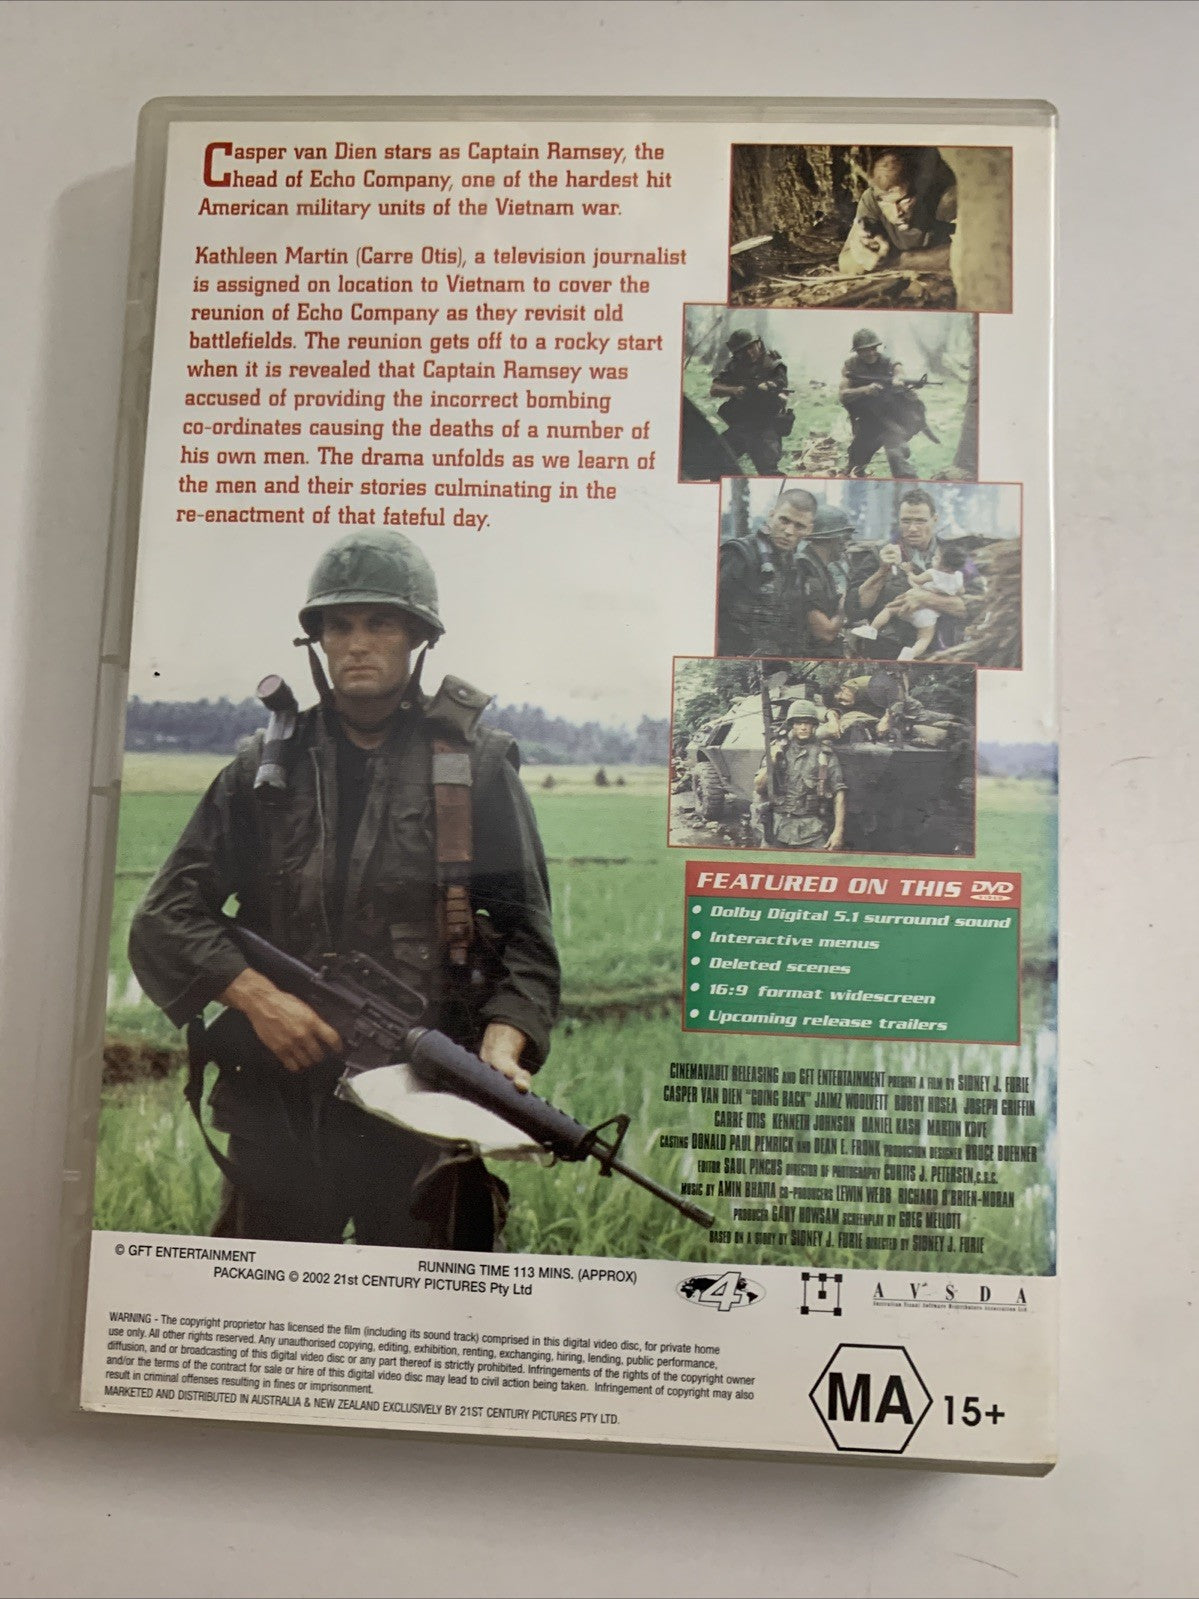 Casper van Dien stars as Captain Ramsey, the
head of Echo Company, one of the hardest hit
American military units of the Vietnam war.
Kathleen Martin (Carre Otis), a television journalist
is assigned on location to Vietnam to cover the
reunion of Echo Company as they revisit old
battlefields. The reunion gets off to a rocky start
when it is revealed that Captain Ramsey was
accused of providing the incorrect bombing
co-ordinates causing the deaths of a number of
his own men. The drama unfolds as we learn of
the men and their stories culminating in the
re-enactment of that fateful day.
FEATURED ON THIS DVD VIDEO
• Dolby Digital 5.1 surround sound
• Interactive menus
• Deleted scenes
• 16:9 format widescreen
• Upcoming release trailers
CINEMAVAULT RELEASING AND GFT ENTERTAINMENT PRESENT A FILM BY SIDNEY J. FURIE
CASPER VAN DIEN "GOING BACK" JAIMZ WOOLVETT BOBBY HOSEA JOSEPH GRIFFIN
CARRE OTIS KENNETH JOHNSON DANIEL KASH MARTIN KOVE
CASTING DONALD PAUL PEMRICK AND DEAN E. FRONK PRODUCTION DESIGNER BRUCE BUEHNER
EDITOR SAUL PINCUS DIRECTOR OF PHOTOGRAPHY CURTIS J. PETERSEN, C.S.C.
MUSIC BY AMIN BHATIA CO-PRODUCERS LEWIN WEBB RICHARD O'BRIEN-MORAN
PRODUCER GARY HOWSAM SCREENPLAY BY GREG MELLOTT
BASED ON A STORY BY SIDNEY J. FURIE DIRECTED BY SIDNEY J. FURIE
© GFT ENTERTAINMENT
RUNNING TIME 113 MINS. (APPROX)
PACKAGING © 2002 21st CENTURY PICTURES Pty Ltd
4
A V S D A
Australian Visual Software Distributors Association Ltd.
WARNING - The copyright proprietor has licensed the film (including its sound track) comprised in this digital video disc, for private home
use only. All other rights reserved. Any unauthorised copying, editing, exhibition, renting, exchanging, hiring, lending, public performance,
diffusion, and or broadcasting of this digital video disc or any part thereof is strictly prohibited. Infringements of the rights of the copyright owner
and/or the terms of the contract for sale or hire of this digital video disc may lead to civil action being taken. Infringement of copyright may also
result in criminal offenses resulting in fines or imprisonment.
MARKETED AND DISTRIBUTED IN AUSTRALIA & NEW ZEALAND EXCLUSIVELY BY 21ST CENTURY PICTURES PTY LTD.
MA 15+